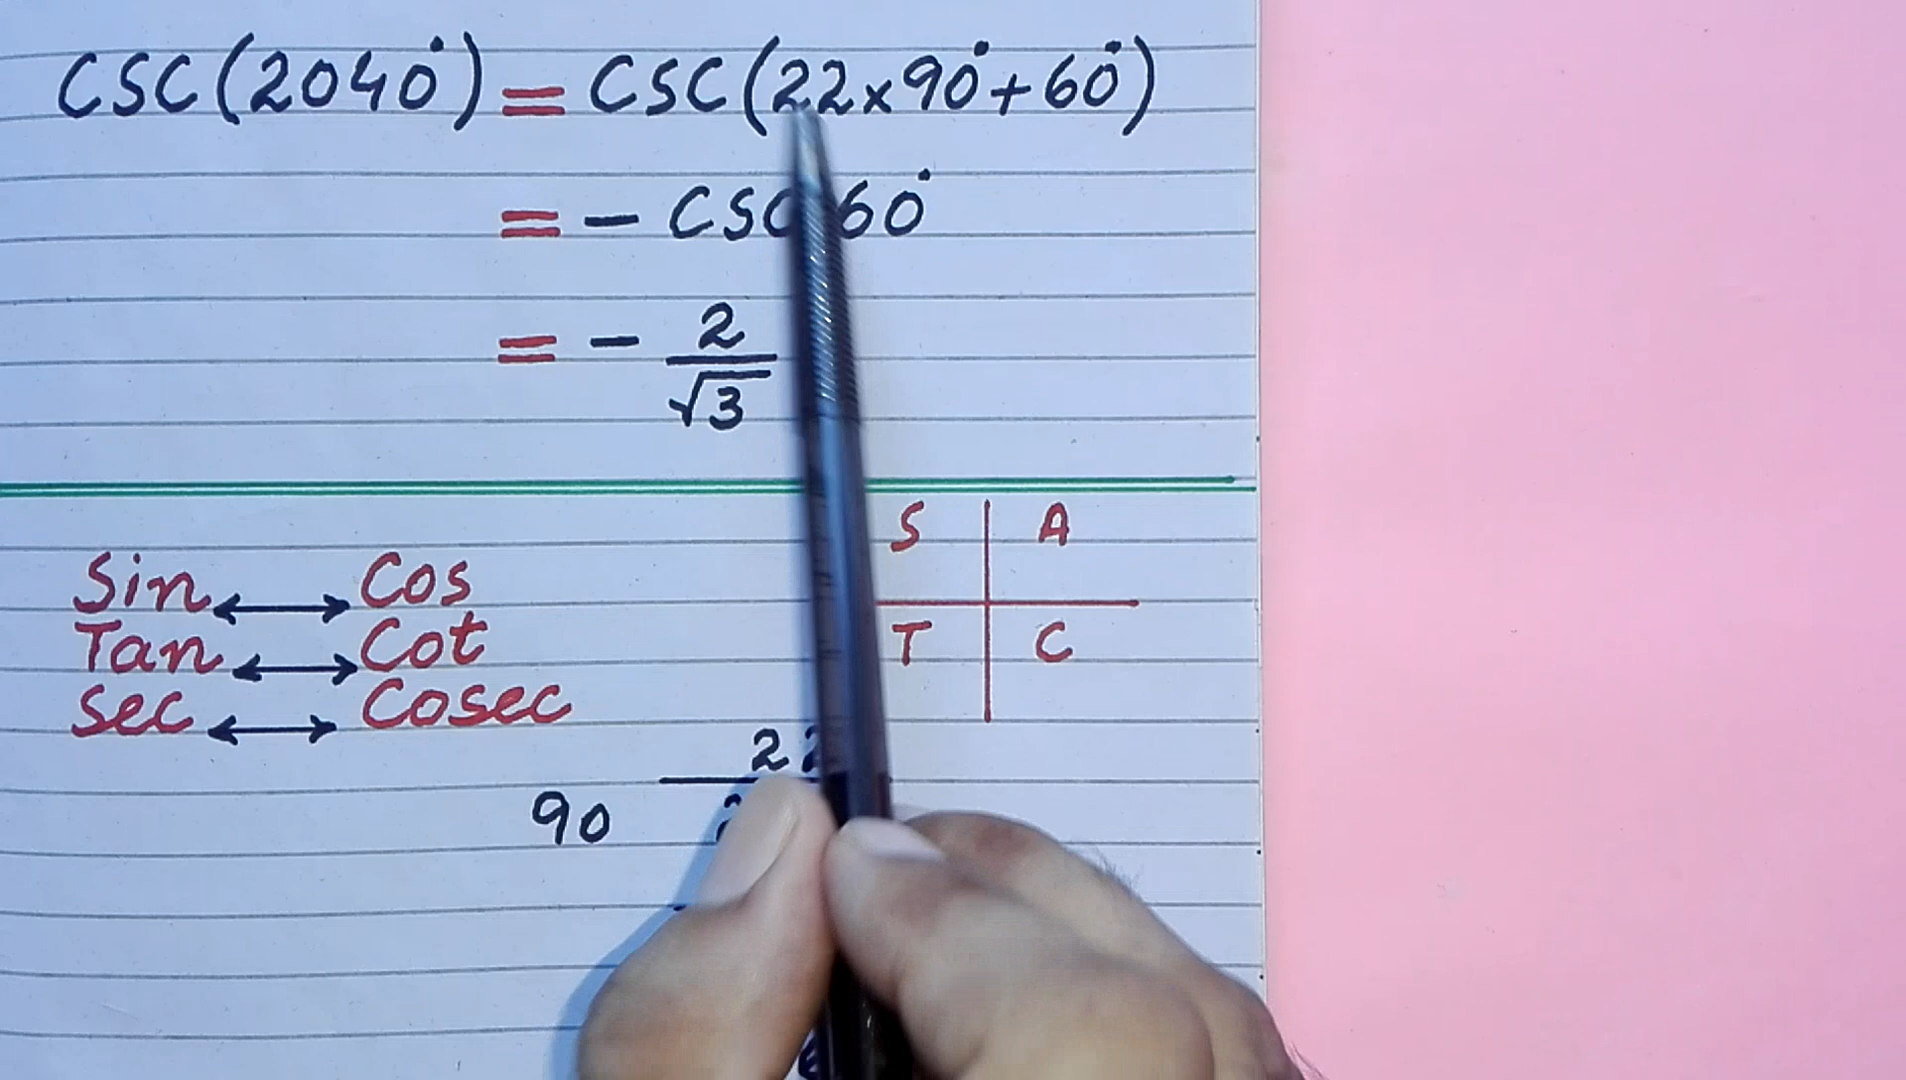 CSC(2040°) = CSC(22×90°+60°)
= - CSC 60°
= - 2/√3
S A
Sin ↔ Cos
T C
Tan ↔ Cot
Sec ↔ Cosec
90